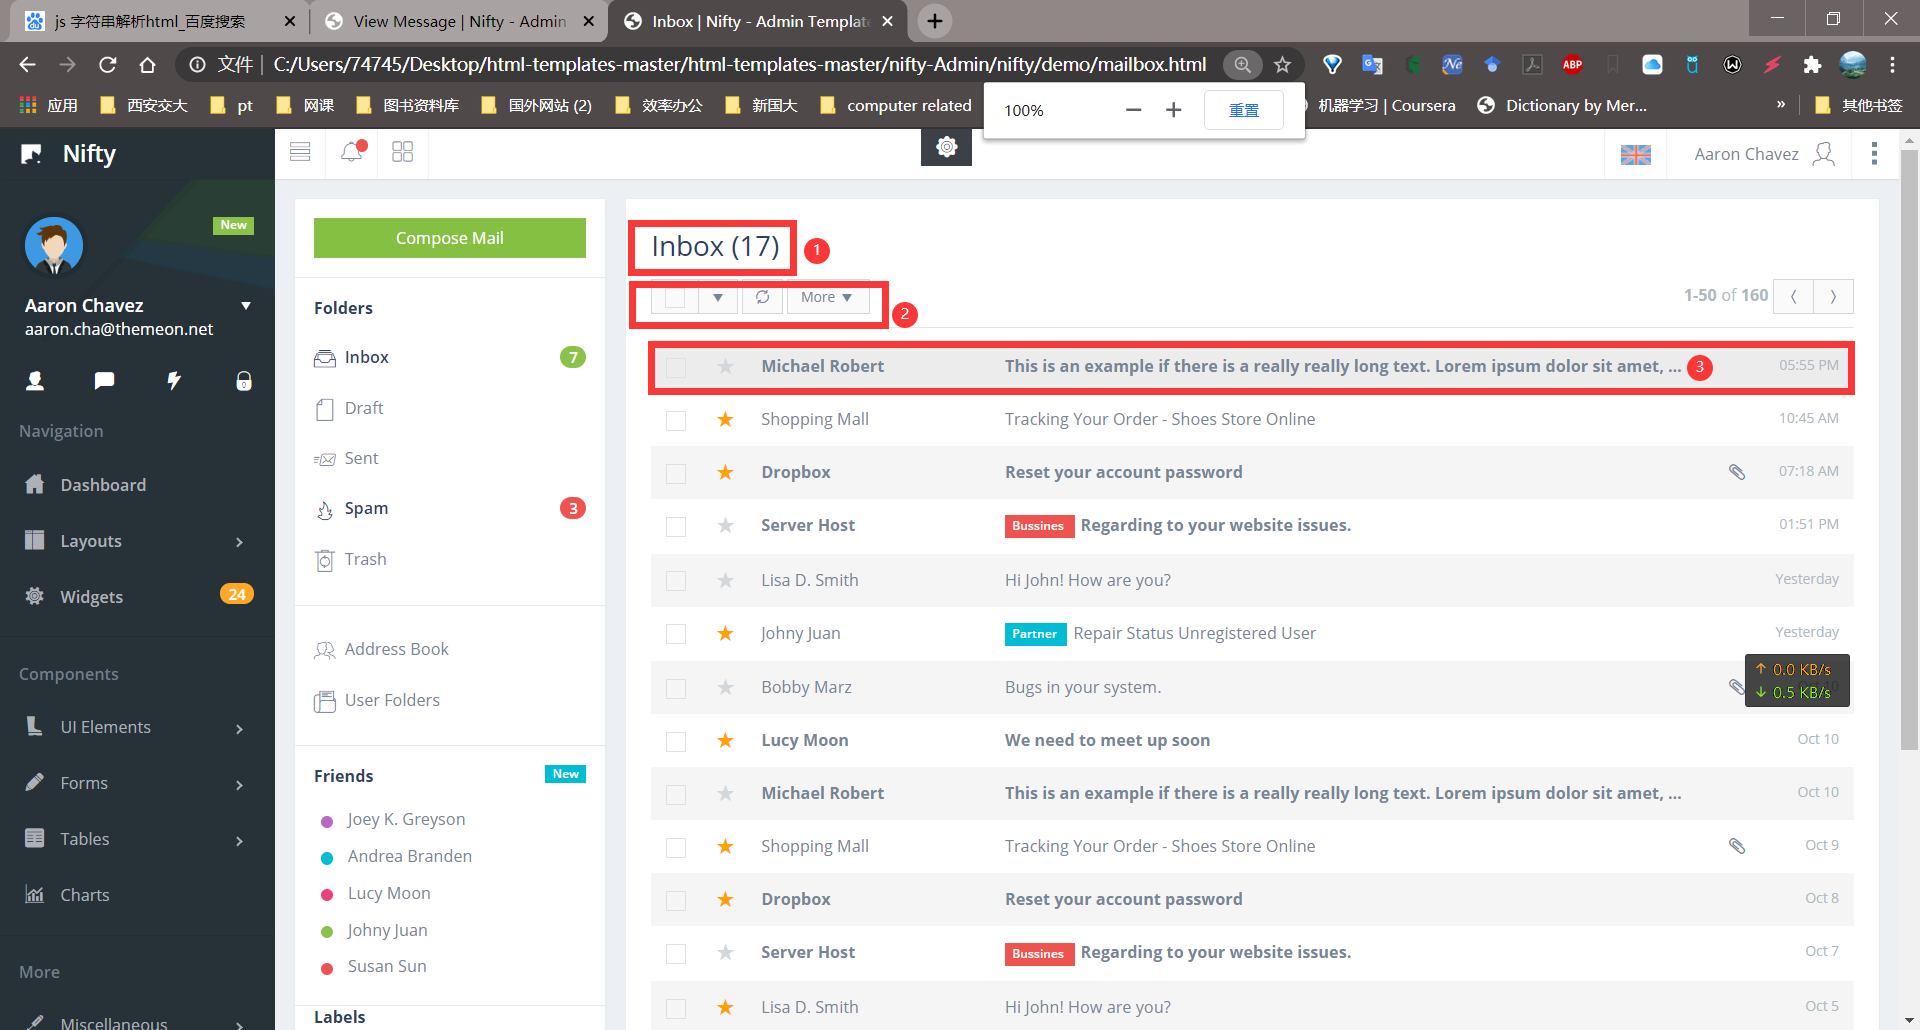 js 字符串解析html_百度搜索
View Message | Nifty - Admin
Inbox | Nifty - Admin Template
文件 | C:/Users/74745/Desktop/html-templates-master/html-templates-master/nifty-Admin/nifty/demo/mailbox.html
ABP
应用 西安交大 pt 网课 图书资料库 国外网站 (2) 效率办公 新国大 computer related 机器学习 | Coursera Dictionary by Mer... » 其他书签
100% 重置
Nifty
Aaron Chavez
New
Aaron Chavez
aaron.cha@themeon.net
Navigation
Dashboard
Layouts
Widgets 24
Components
UI Elements
Forms
Tables
Charts
More
Miscellaneous
Compose Mail
Folders
Inbox 7
Draft
Sent
Spam 3
Trash
Address Book
User Folders
Friends New
Joey K. Greyson
Andrea Branden
Lucy Moon
Johny Juan
Susan Sun
Labels
Inbox (17) 1
More 2
1-50 of 160
Michael Robert This is an example if there is a really really long text. Lorem ipsum dolor sit amet, ... 3 05:55 PM
Shopping Mall Tracking Your Order - Shoes Store Online 10:45 AM
Dropbox Reset your account password 07:18 AM
Server Host Bussines Regarding to your website issues. 01:51 PM
Lisa D. Smith Hi John! How are you? Yesterday
Johny Juan Partner Repair Status Unregistered User Yesterday
↑ 0.0 KB/s
Bobby Marz Bugs in your system.
↓ 0.5 KB/s
Lucy Moon We need to meet up soon Oct 10
Michael Robert This is an example if there is a really really long text. Lorem ipsum dolor sit amet, ... Oct 10
Shopping Mall Tracking Your Order - Shoes Store Online Oct 9
Dropbox Reset your account password Oct 8
Server Host Bussines Regarding to your website issues. Oct 7
Lisa D. Smith Hi John! How are you? Oct 5